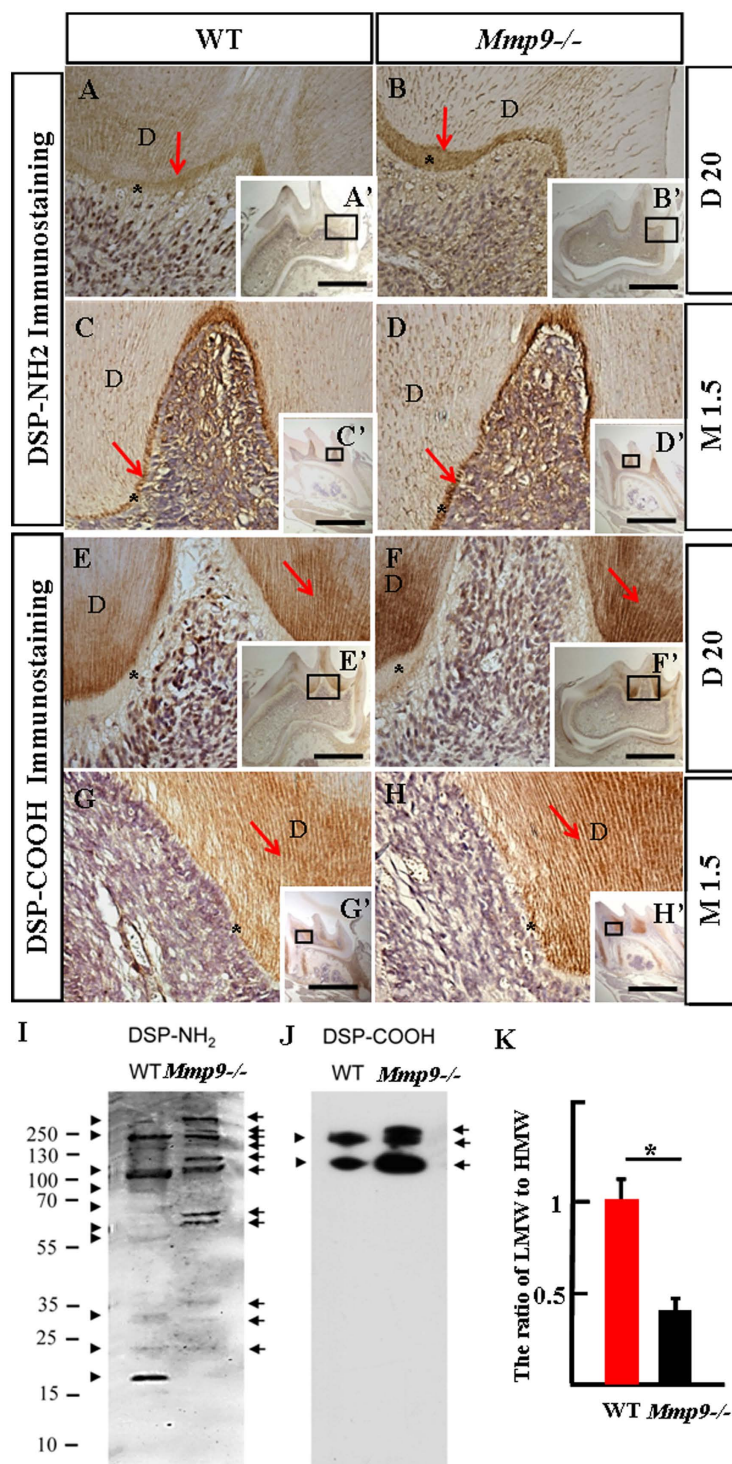 WT
Mmp9-/-
DSP-NH2 Immunostaining
D 20
A
D
*
A’
B
D
*
B’
M 1.5
C
D
*
C’
D
D
*
D’
DSP-COOH Immunostaining
D 20
E
D
*
E’
F
D
*
F’
M 1.5
G
D
*
G’
H
D
*
H’
I
DSP-NH₂
WT Mmp9-/-
250
130
100
70
55
35
25
15
10
J
DSP-COOH
WT Mmp9-/-
K
The ratio of LMW to HMW
1
0.5
*
WT Mmp9-/-